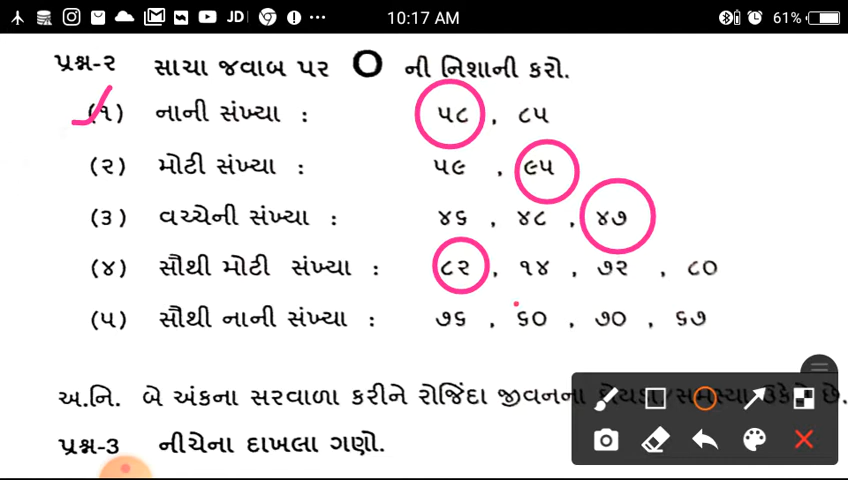 JD 10:17 AM 61%
પ્રશ્ન-૨ સાચા જવાબ પર O ની નિશાની કરો.
(૧) નાની સંખ્યા : ૫૮ , ૮૫
(૨) મોટી સંખ્યા : ૫૯ , ૯૫
(૩) વચ્ચેની સંખ્યા : ૪૬ , ૪૮ , ૪૭
(૪) સૌથી મોટી સંખ્યા : ૮૨ , ૧૪ , ૭૨ , ૮૦
(૫) સૌથી નાની સંખ્યા : ૭૬ , ૬૦ , ૭૦ , ૬૭
અ.નિ. બે અંકના સરવાળા કરીને રોજિંદા જીવનના છે.
પ્રશ્ન-૩ નીચેના દાખલા ગણો.